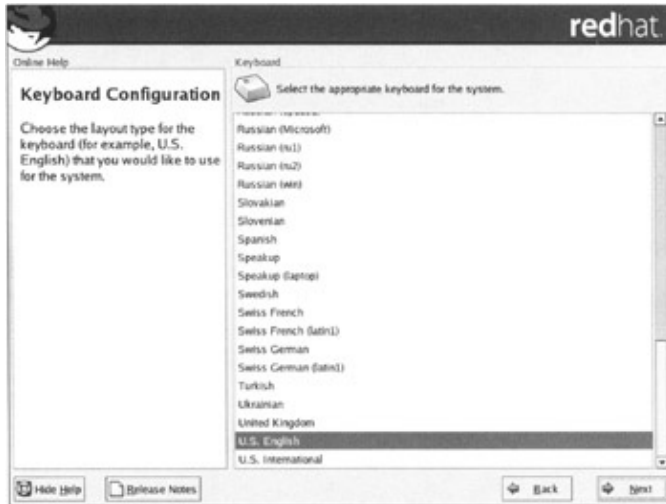 redhat.
Online Help
Keyboard Configuration
Choose the layout type for the
keyboard (for example, U.S.
English) that you would like to use
for the system.
Keyboard
Select the appropriate keyboard for the system.
Russian (Microsoft)
Russian (ru1)
Russian (ru2)
Russian (win)
Slovakian
Slovenian
Spanish
Speakup
Speakup (laptop)
Swedish
Swiss French
Swiss French (latin1)
Swiss German
Swiss German (latin1)
Turkish
Ukrainian
United Kingdom
U.S. English
U.S. International
Hide Help
Release Notes
Back
Next